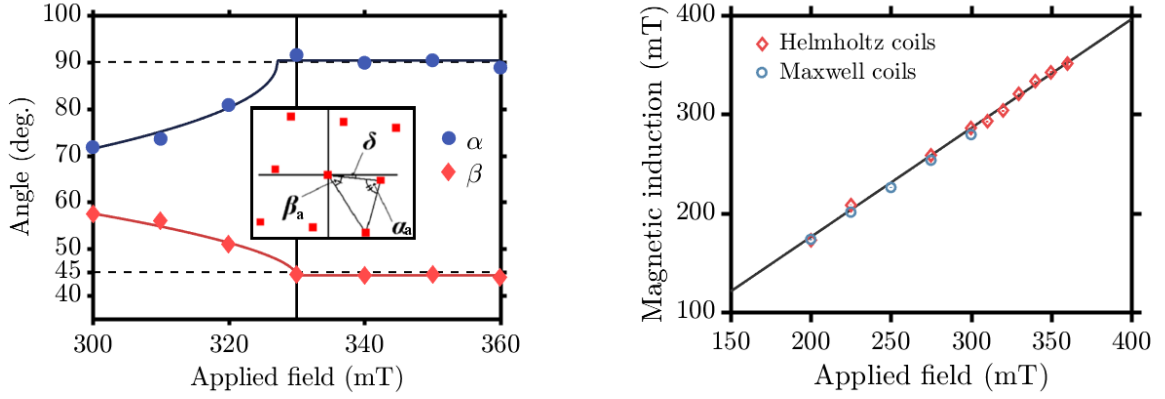 100
90
80
70
60
50
45
40
300
320
340
360
Angle (deg.)
Applied field (mT)
α
β
δ
βa
αa
400
300
200
100
150
200
250
300
350
400
Magnetic induction (mT)
Applied field (mT)
Helmholtz coils
Maxwell coils